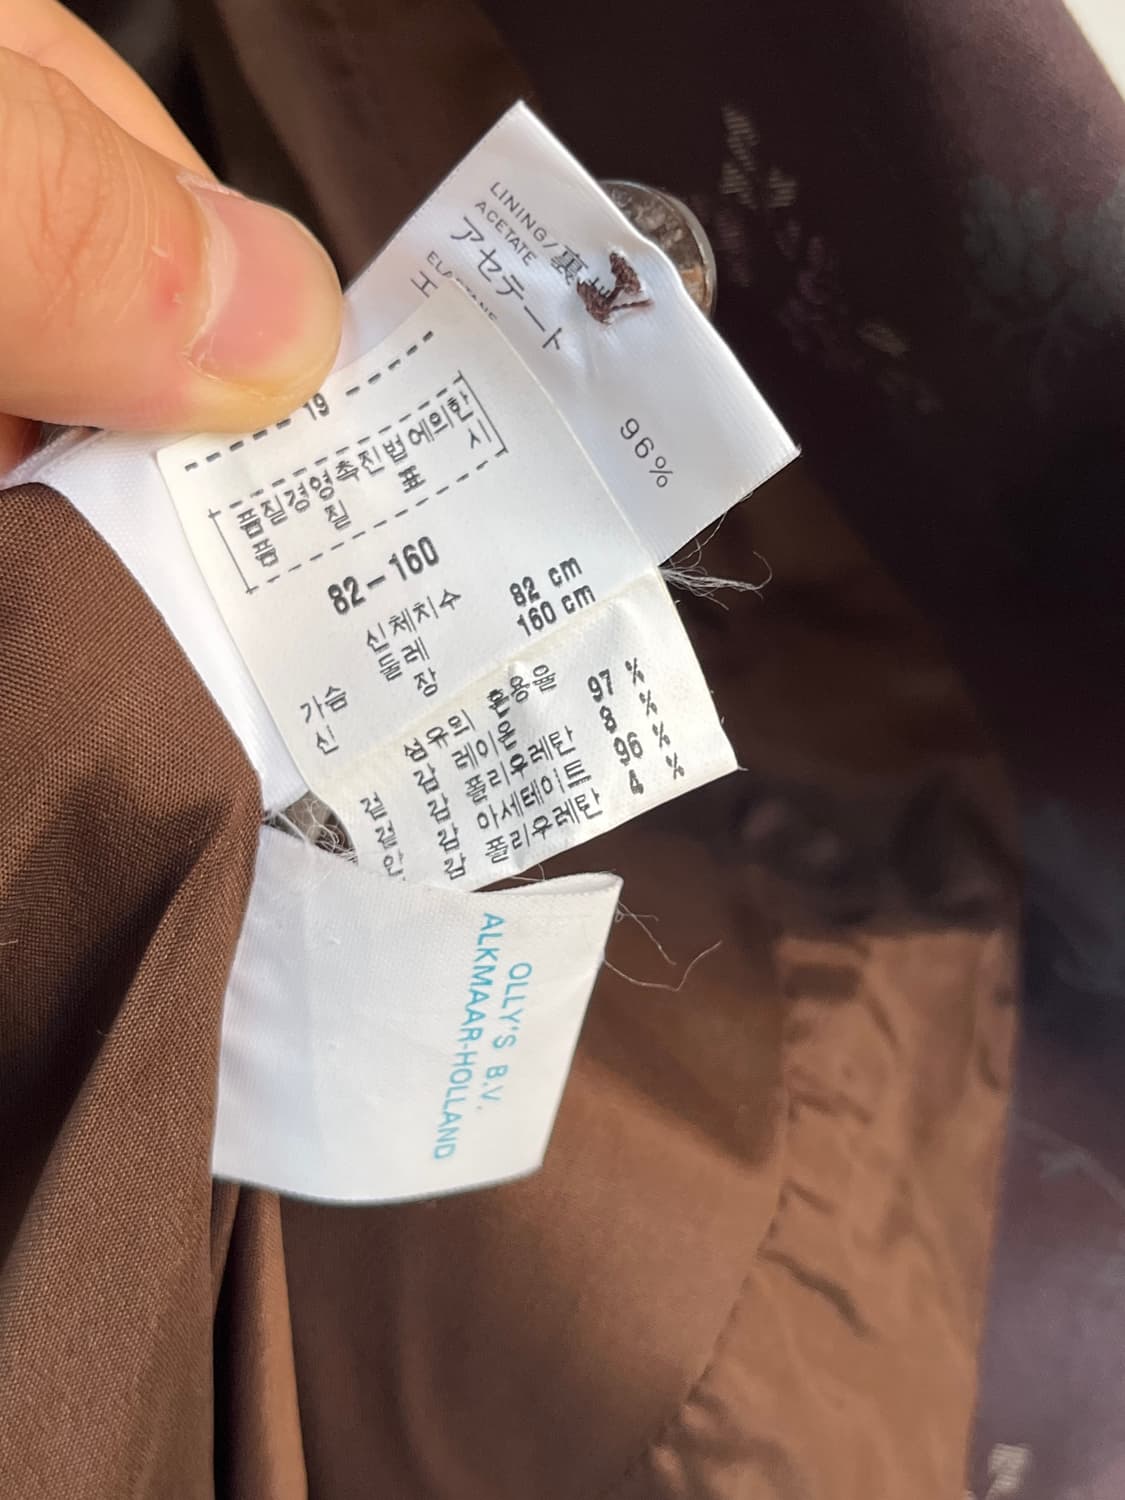 LINING/裏
ACETATE
アセテート
96%
ELASTANE
エ
19
품질경영촉진법에의한
품 질 표 시
82-160
신체치수
가슴 둘레 82 cm
신 장 160 cm
섬유의 혼용율
겉감 레이온 97 %
겉감 폴리우레탄 %
감 아세테이트 96 %
감 폴리우레탄 4 %
OLLY'S B.V.
ALKMAAR-HOLLAND